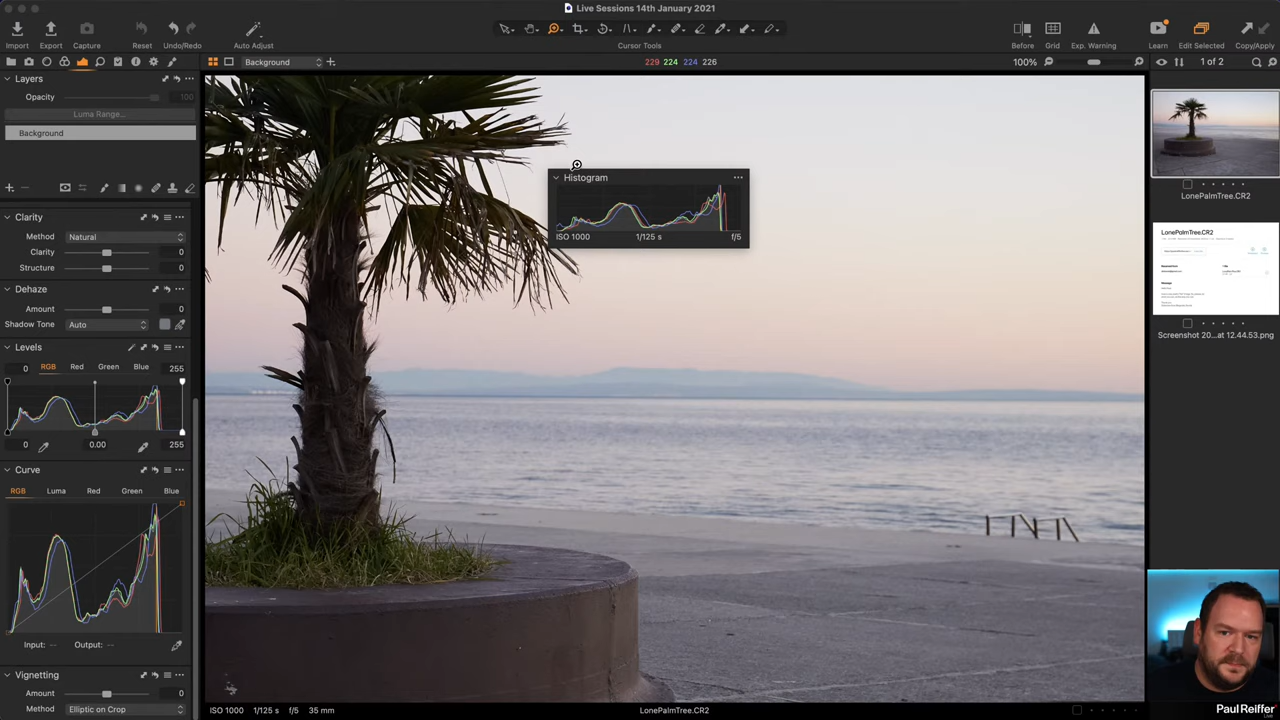 Live Sessions 14th January 2021
Import Export Capture Reset Undo/Redo Auto Adjust Cursor Tools Before Grid Exp. Warning Learn Edit Selected Copy/Apply
Background 229 224 224 226 100% 1 of 2
Layers
Opacity 100
Luma Range...
Background
Clarity
Method Natural
Clarity 0
Structure 0
Dehaze
Amount 0
Shadow Tone Auto
Levels
0 RGB Red Green Blue 255
0 0.00 255
Curve
RGB Luma Red Green Blue
Input: -- Output: --
Vignetting
Amount 0
Method Elliptic on Crop
Histogram
ISO 1000 1/125 s f/5
ISO 1000 1/125 s f/5 35 mm LonePalmTree.CR2
LonePalmTree.CR2
LonePalmTree.CR2
Screenshot 20...at 12.44.53.png
Paul Reiffer
Live